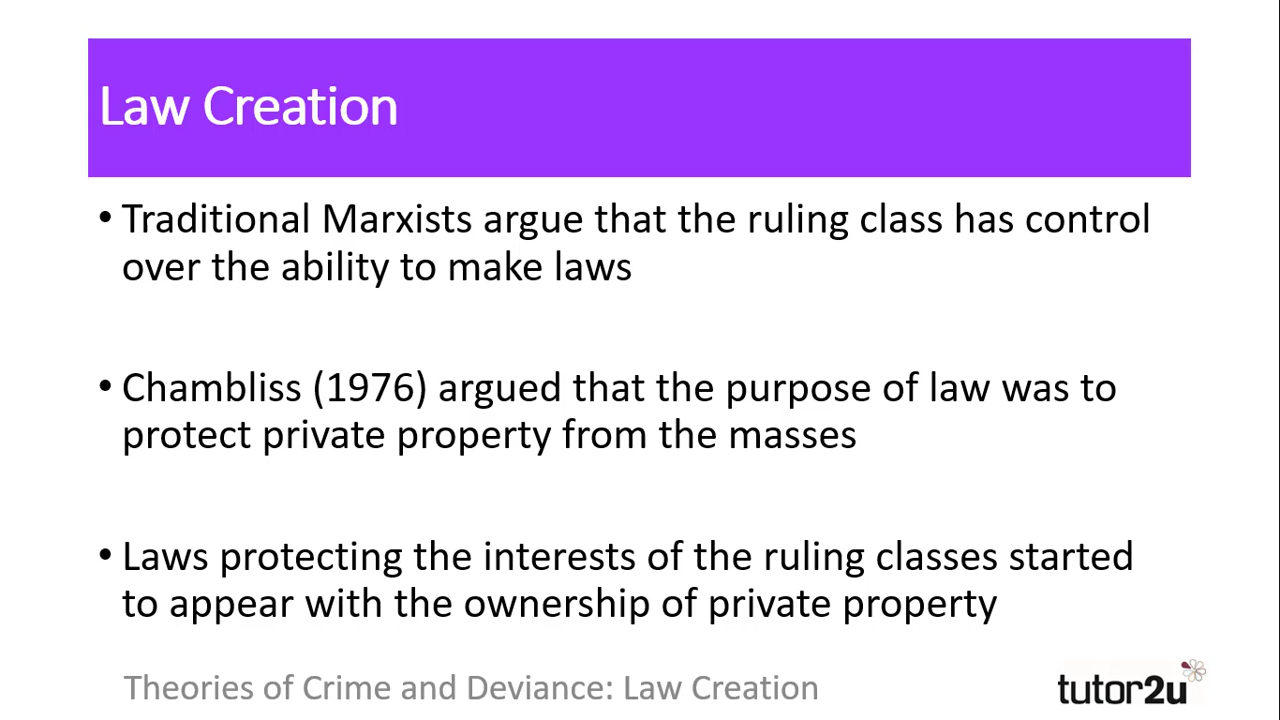 Law Creation
• Traditional Marxists argue that the ruling class has control
over the ability to make laws
• Chambliss (1976) argued that the purpose of law was to
protect private property from the masses
• Laws protecting the interests of the ruling classes started
to appear with the ownership of private property
Theories of Crime and Deviance: Law Creation
tutor2u